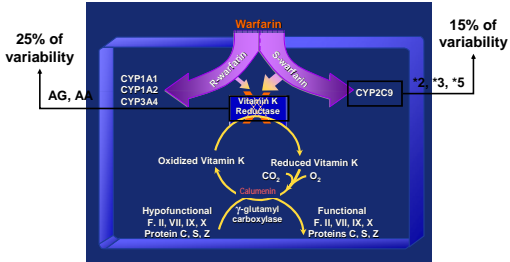 Warfarin
25% of
variability
15% of
variability
R-warfarin
S-warfarin
CYP1A1
CYP1A2
CYP3A4
AG, AA
CYP2C9
*2, *3, *5
Vitamin K
Reductase
Oxidized Vitamin K
Reduced Vitamin K
CO2
O2
Calumenin
γ-glutamyl
carboxylase
Hypofunctional
F. II, VII, IX, X
Protein C, S, Z
Functional
F. II, VII, IX, X
Proteins C, S, Z